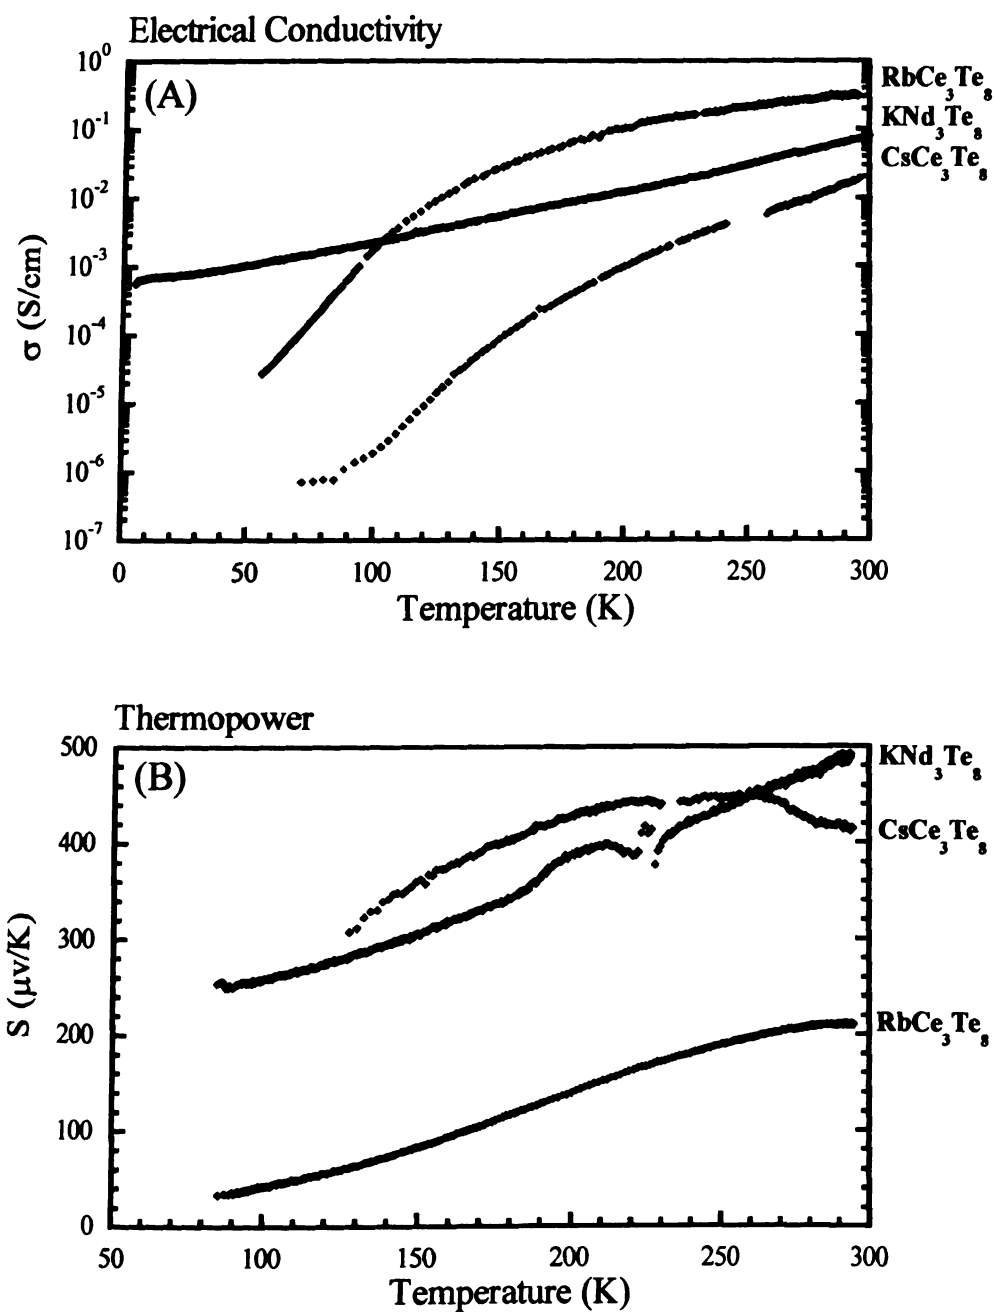 Electrical Conductivity
(A)
10⁰
10⁻¹
10⁻²
10⁻³
10⁻⁴
10⁻⁵
10⁻⁶
10⁻⁷
σ (S/cm)
RbCe₃Te₈
KNd₃Te₈
CsCe₃Te₈
0 50 100 150 200 250 300
Temperature (K)
Thermopower
(B)
500
400
300
200
100
0
S (μv/K)
KNd₃Te₈
CsCe₃Te₈
RbCe₃Te₈
50 100 150 200 250 300
Temperature (K)